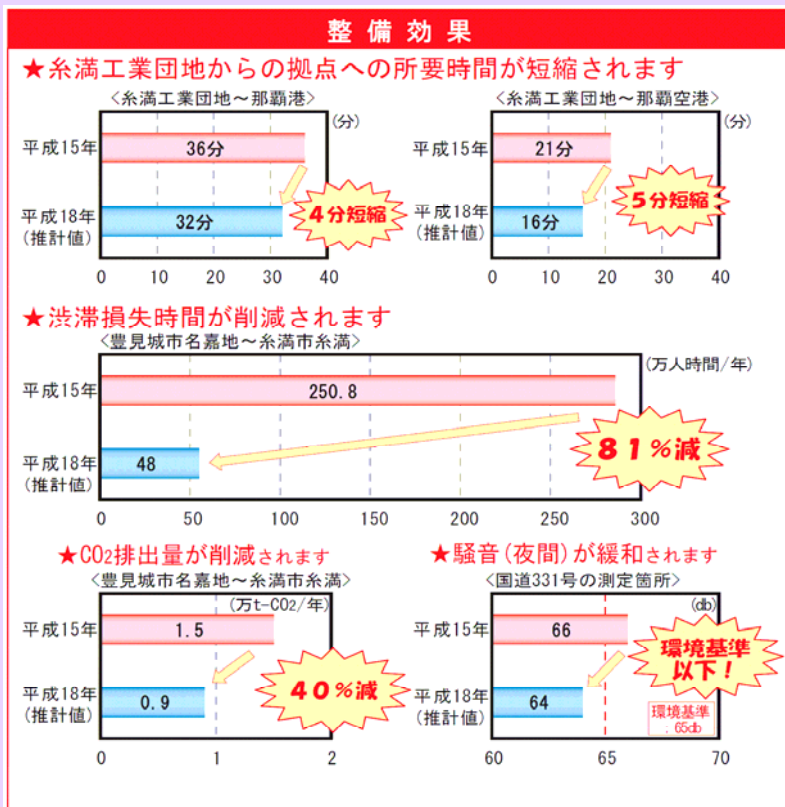 整備効果
★糸満工業団地からの拠点への所要時間が短縮されます
<糸満工業団地～那覇港>
(分)
平成15年
36分
平成18年
(推計値)
32分
4分短縮
0 10 20 30 40
<糸満工業団地～那覇空港>
(分)
平成15年
21分
平成18年
(推計値)
16分
5分短縮
0 10 20 30 40
★渋滞損失時間が削減されます
<豊見城市名嘉地～糸満市糸満>
(万人時間/年)
平成15年
250.8
平成18年
(推計値)
48
81%減
0 50 100 150 200 250 300
★CO2排出量が削減されます
<豊見城市名嘉地～糸満市糸満>
(万t-CO2/年)
平成15年
1.5
平成18年
(推計値)
0.9
40%減
0 1 2
★騒音(夜間)が緩和されます
<国道331号の測定箇所>
(db)
平成15年
66
平成18年
(推計値)
64
環境基準
以下!
環境基準
.65db
60 65 70